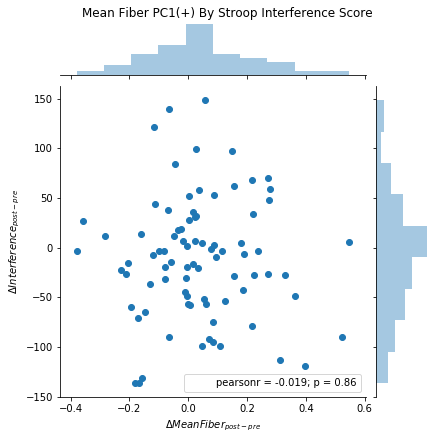 Mean Fiber PC1(+) By Stroop Interference Score
150
100
50
0
−50
−100
−150
ΔInterference_post−pre
pearsonr = -0.019; p = 0.86
−0.4 −0.2 0.0 0.2 0.4 0.6
ΔMeanFiber_post−pre